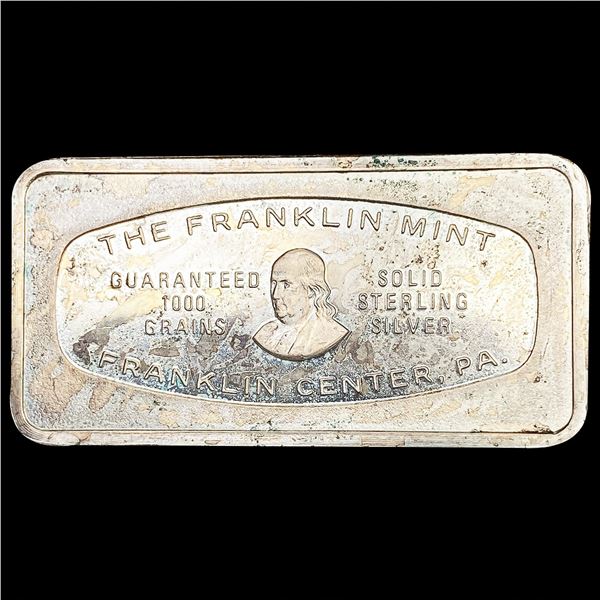 THE FRANKLIN MINT
GUARANTEED
1000
GRAINS
SOLID
STERLING
SILVER
FRANKLIN CENTER, PA.